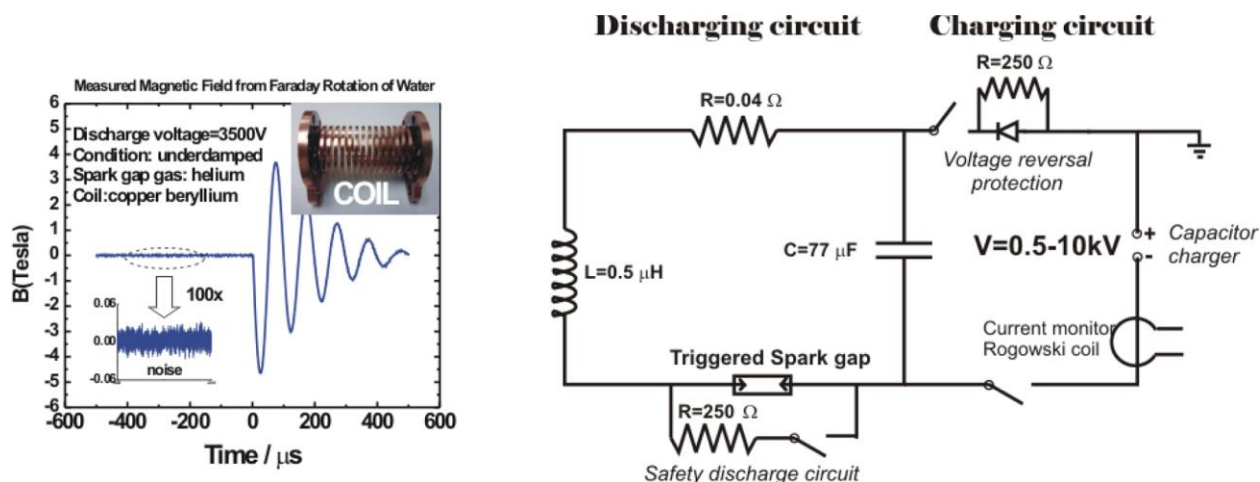 Measured Magnetic Field from Faraday Rotation of Water
B(Tesla)
6
5
4
3
2
1
0
-1
-2
-3
-4
-5
-6
Discharge voltage=3500V
Condition: underdamped
Spark gap gas: helium
Coil:copper beryllium
COIL
100x
0.06
0.00
-0.06
noise
-600
-400
-200
0
200
400
600
Time / μs
Discharging circuit
Charging circuit
R=250 Ω
R=0.04 Ω
Voltage reversal
protection
L=0.5 μH
C=77 μF
V=0.5-10kV
+
-
Capacitor
charger
Current monitor
Rogowski coil
Triggered Spark gap
R=250 Ω
Safety discharge circuit